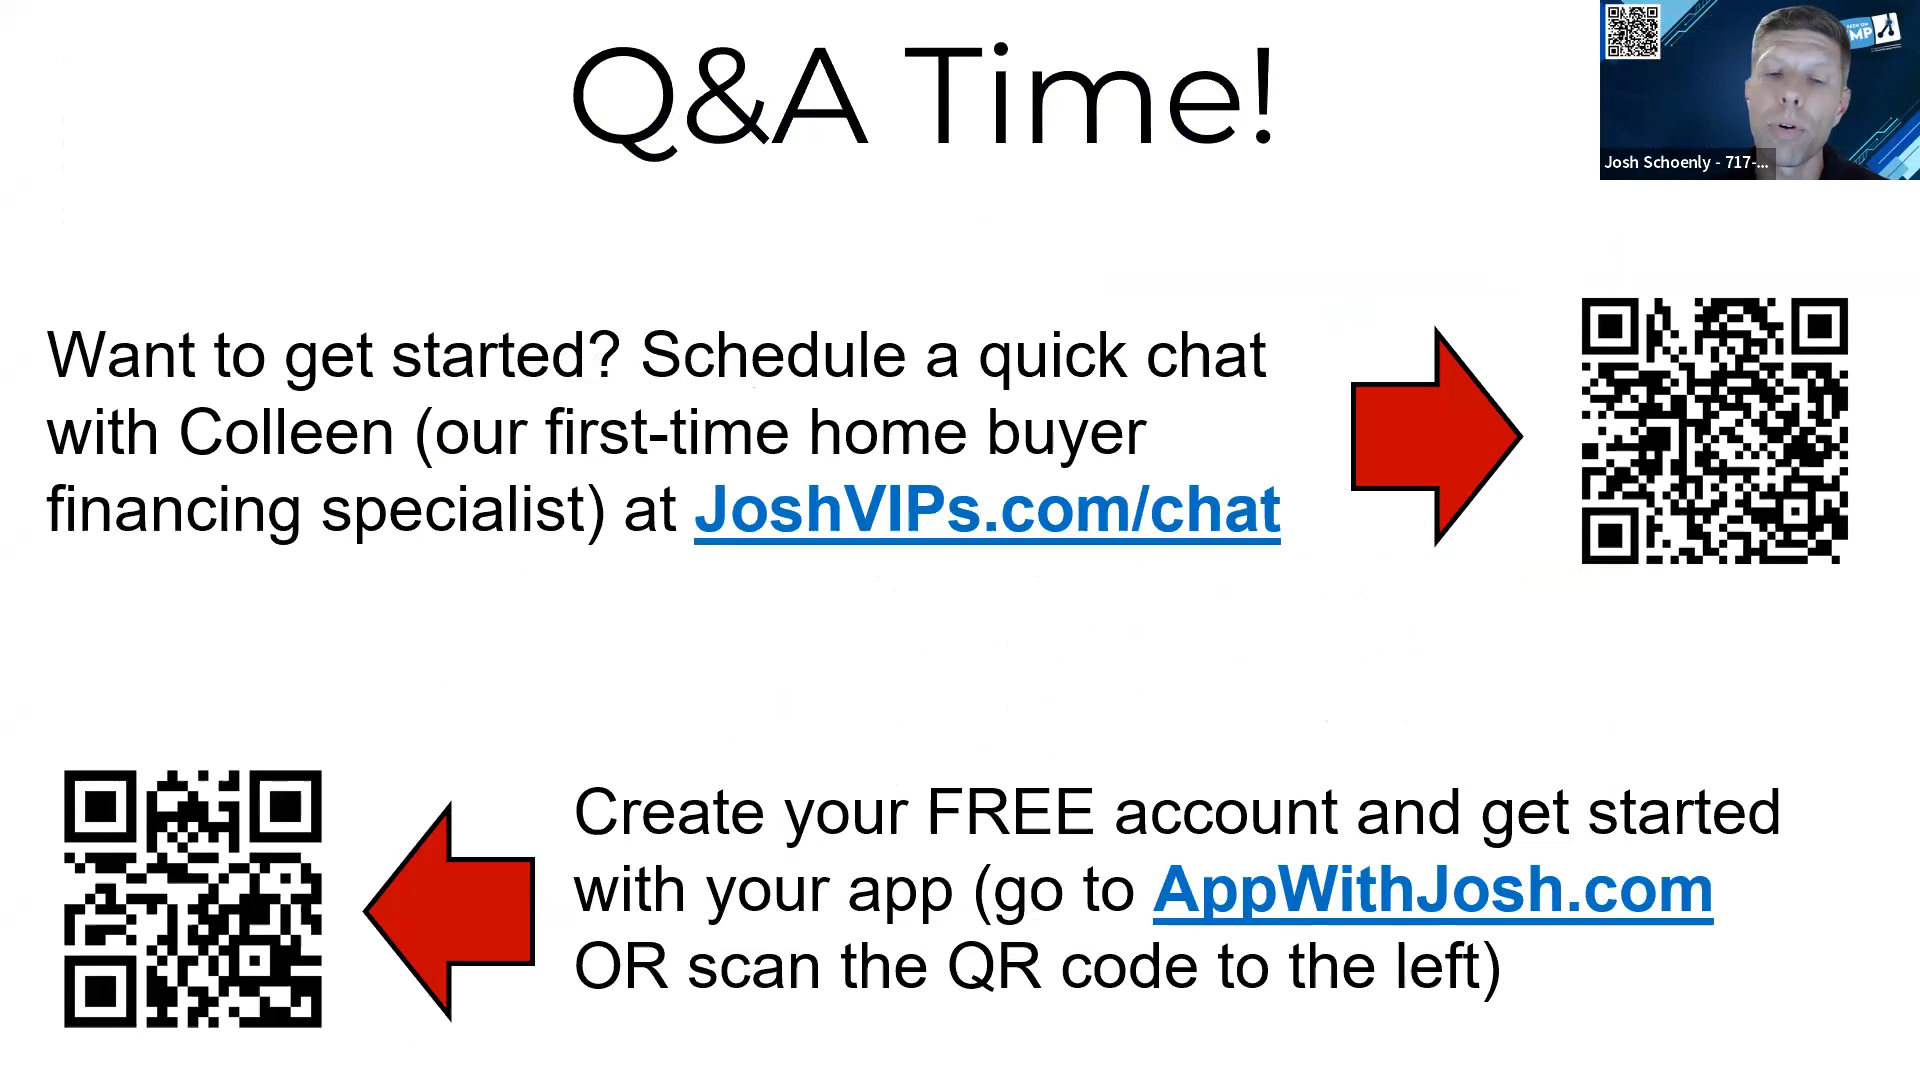 Q&A Time!
MP
Josh Schoenly - 717-...
Want to get started? Schedule a quick chat
with Colleen (our first-time home buyer
financing specialist) at JoshVIPs.com/chat
Create your FREE account and get started
with your app (go to AppWithJosh.com
OR scan the QR code to the left)